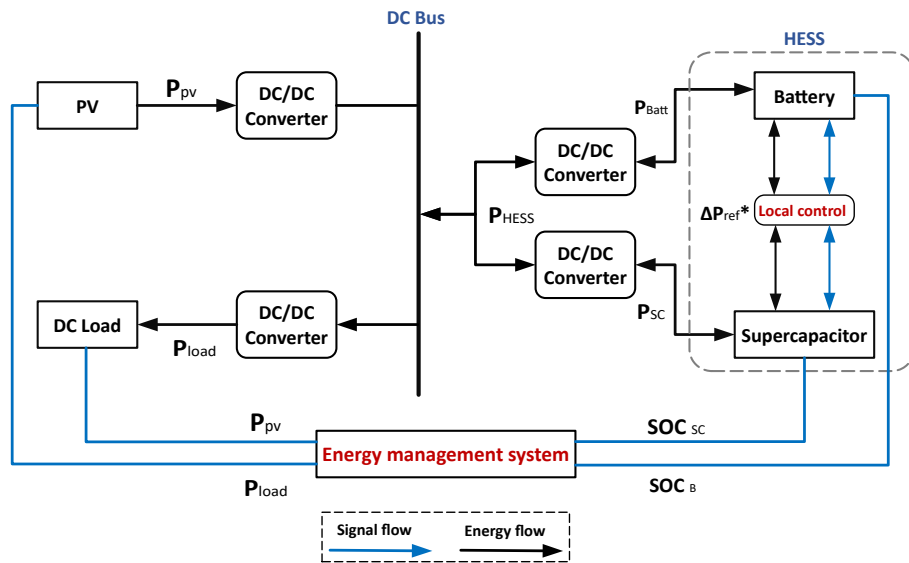 DC Bus
HESS
PV
Ppv
DC/DC
Converter
Battery
PBatt
DC/DC
Converter
PHESS
ΔPref*
Local control
DC/DC
Converter
PSC
DC Load
Pload
DC/DC
Converter
Supercapacitor
Ppv
SOC SC
Energy management system
Pload
SOC B
Signal flow
Energy flow